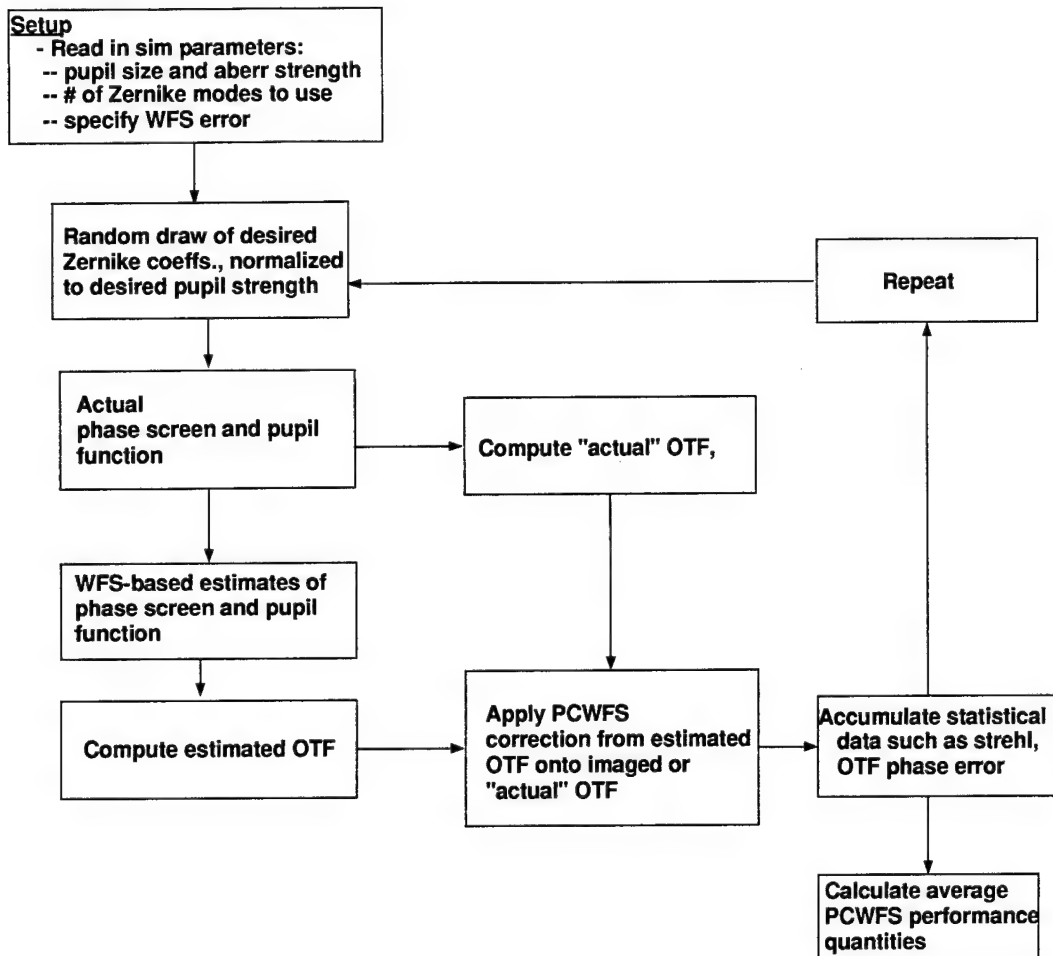 Setup
- Read in sim parameters:
-- pupil size and aberr strength
-- # of Zernike modes to use
-- specify WFS error
Random draw of desired
Zernike coeffs., normalized
to desired pupil strength
Repeat
Actual
phase screen and pupil
function
Compute "actual" OTF,
WFS-based estimates of
phase screen and pupil
function
Compute estimated OTF
Apply PCWFS
correction from estimated
OTF onto imaged or
"actual" OTF
Accumulate statistical
data such as strehl,
OTF phase error
Calculate average
PCWFS performance
quantities